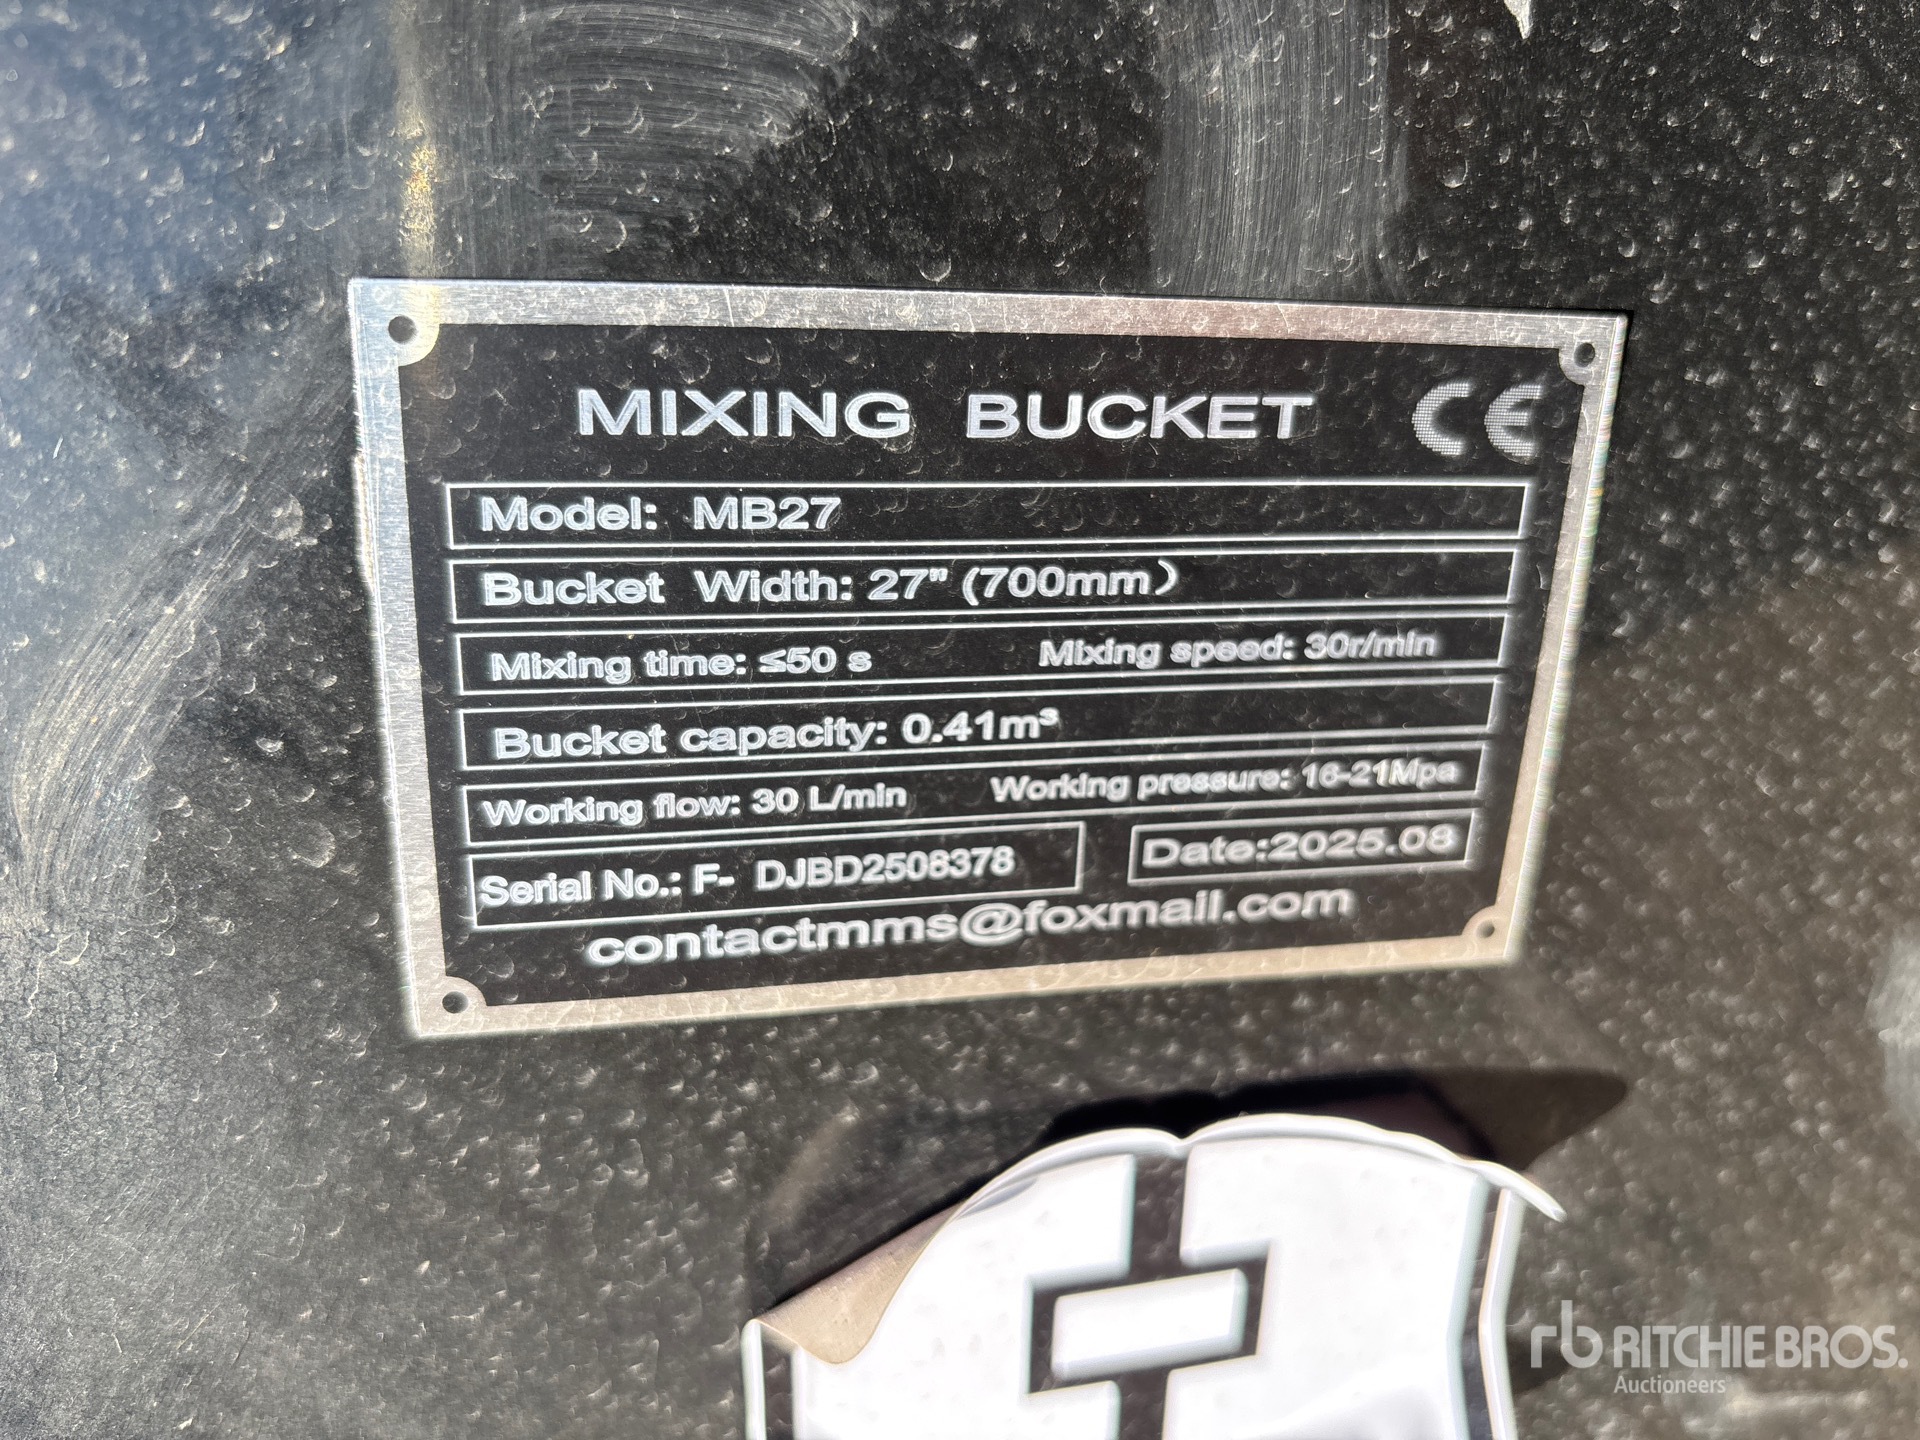 MIXING BUCKET CE
Model: MB27
Bucket Width: 27" (700mm)
Mixing time: ≤50 s Mixing speed: 30r/min
Bucket capacity: 0.41m³
Working flow: 30 L/min Working pressure: 16-21Mpa
Serial No.: F- DJBD2508378 Date:2025.08
contactmms@foxmail.com
rb RITCHIE BROS.
Auctioneers